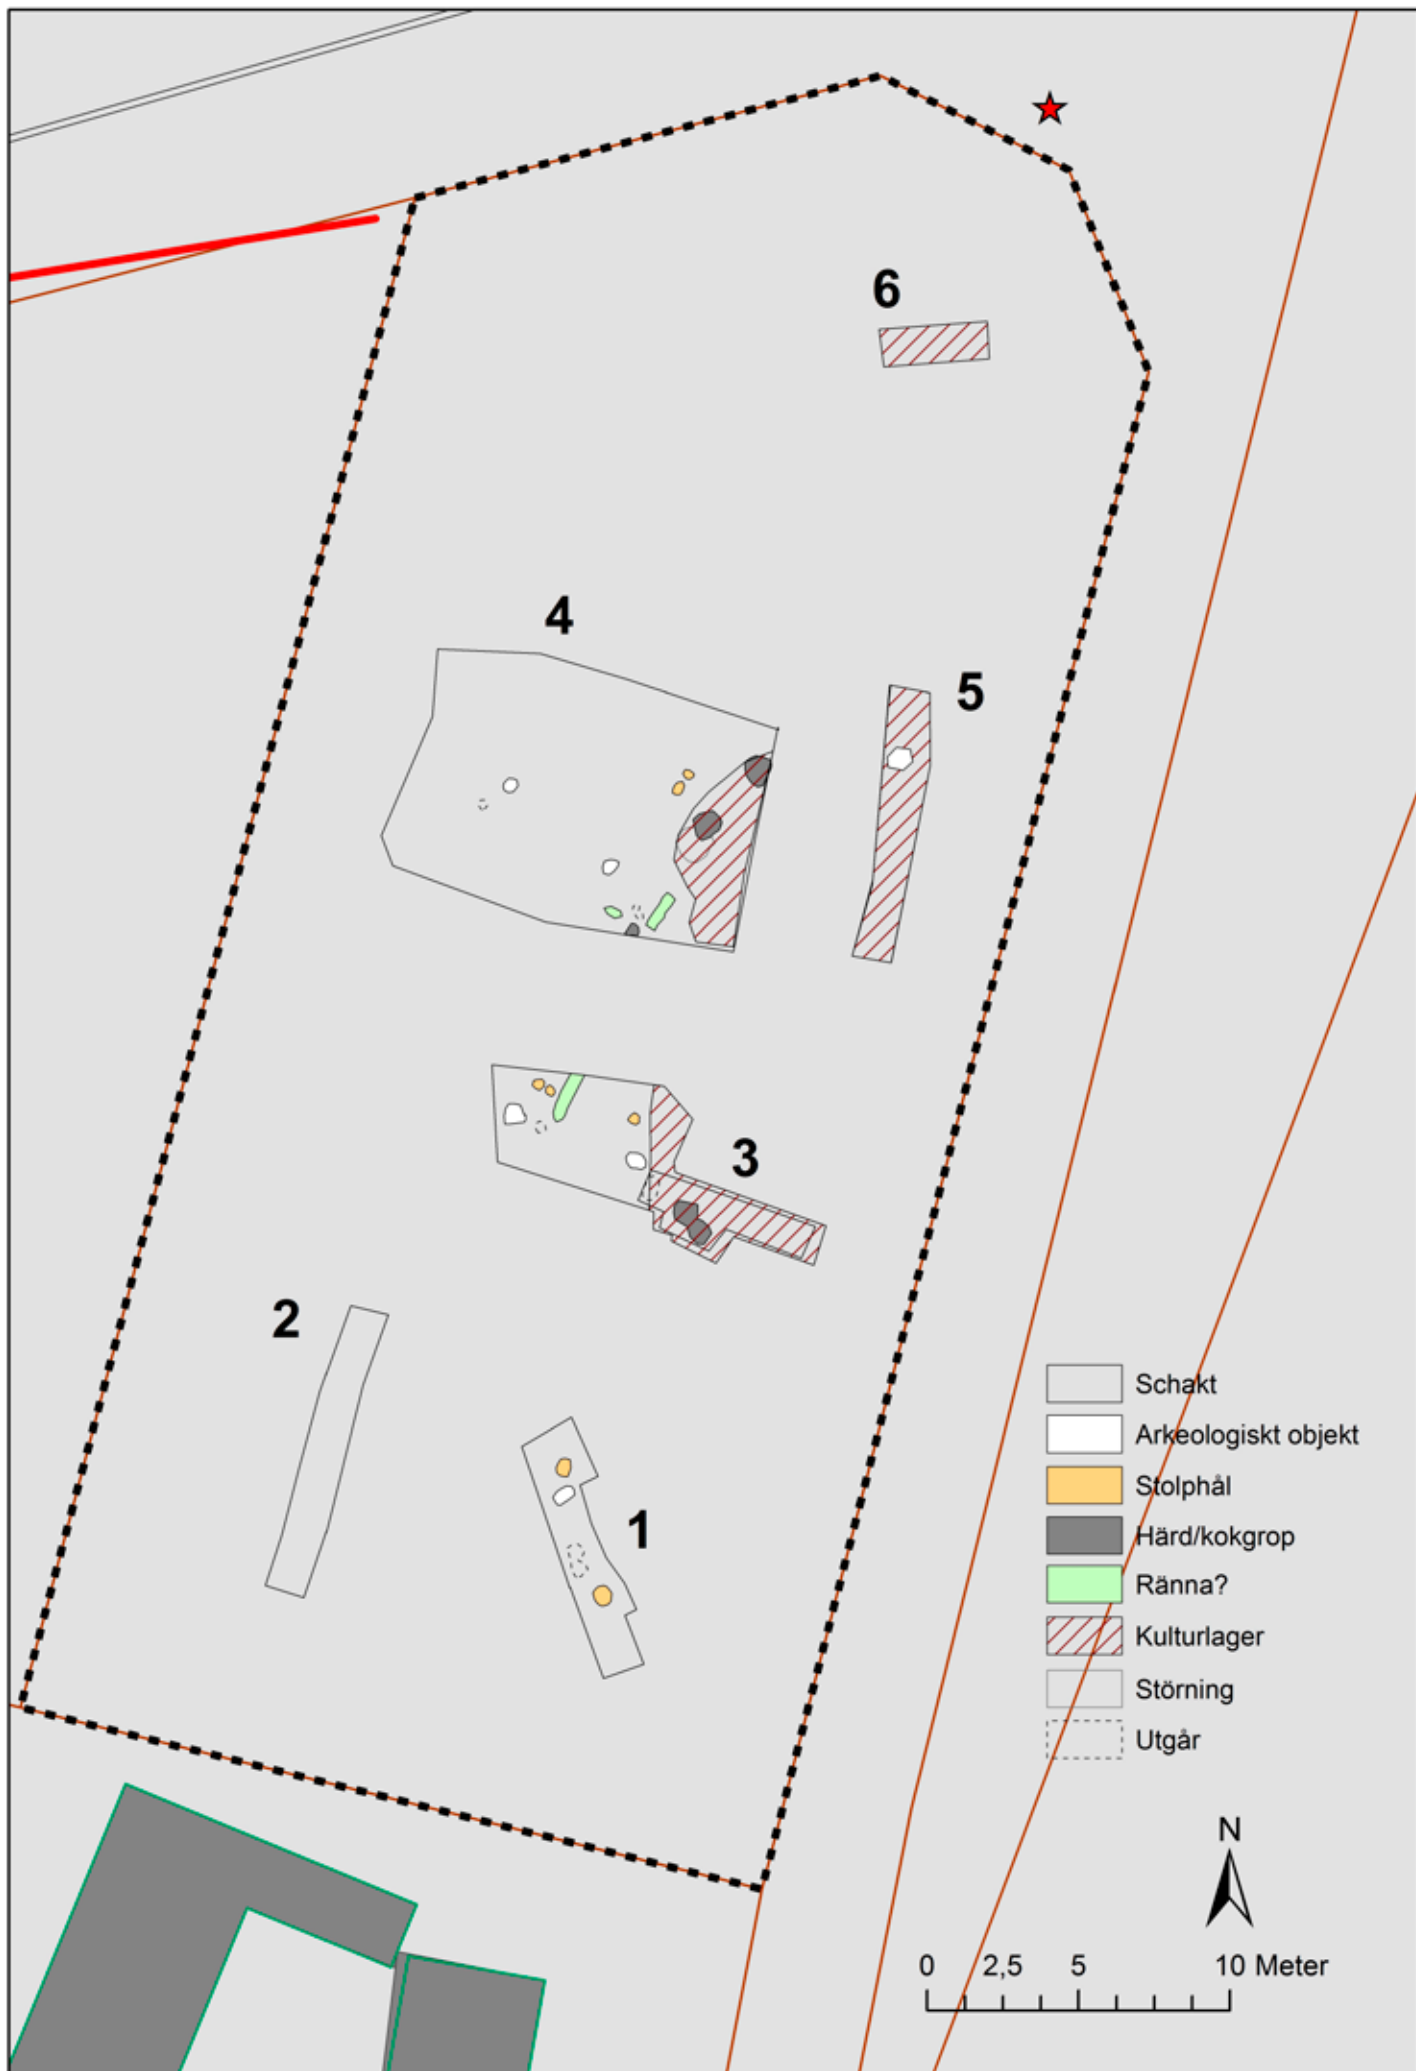 6
4
5
3
2
1
Schakt
Arkeologiskt objekt
Stolphål
Härd/kokgrop
Ränna?
Kulturlager
Störning
Utgår
N
0 2,5 5 10 Meter